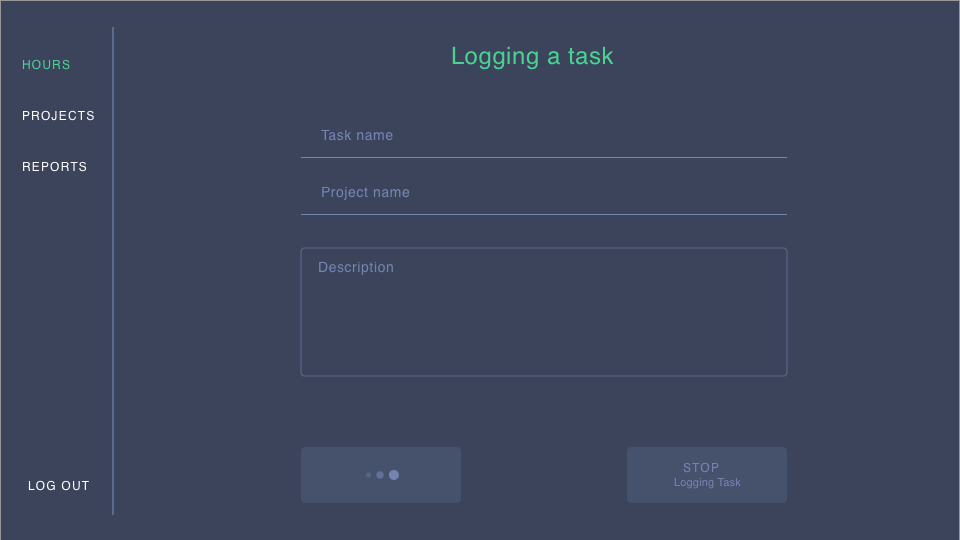 HOURS
PROJECTS
REPORTS
LOG OUT
Logging a task
Task name
Project name
Description
STOP
Logging Task